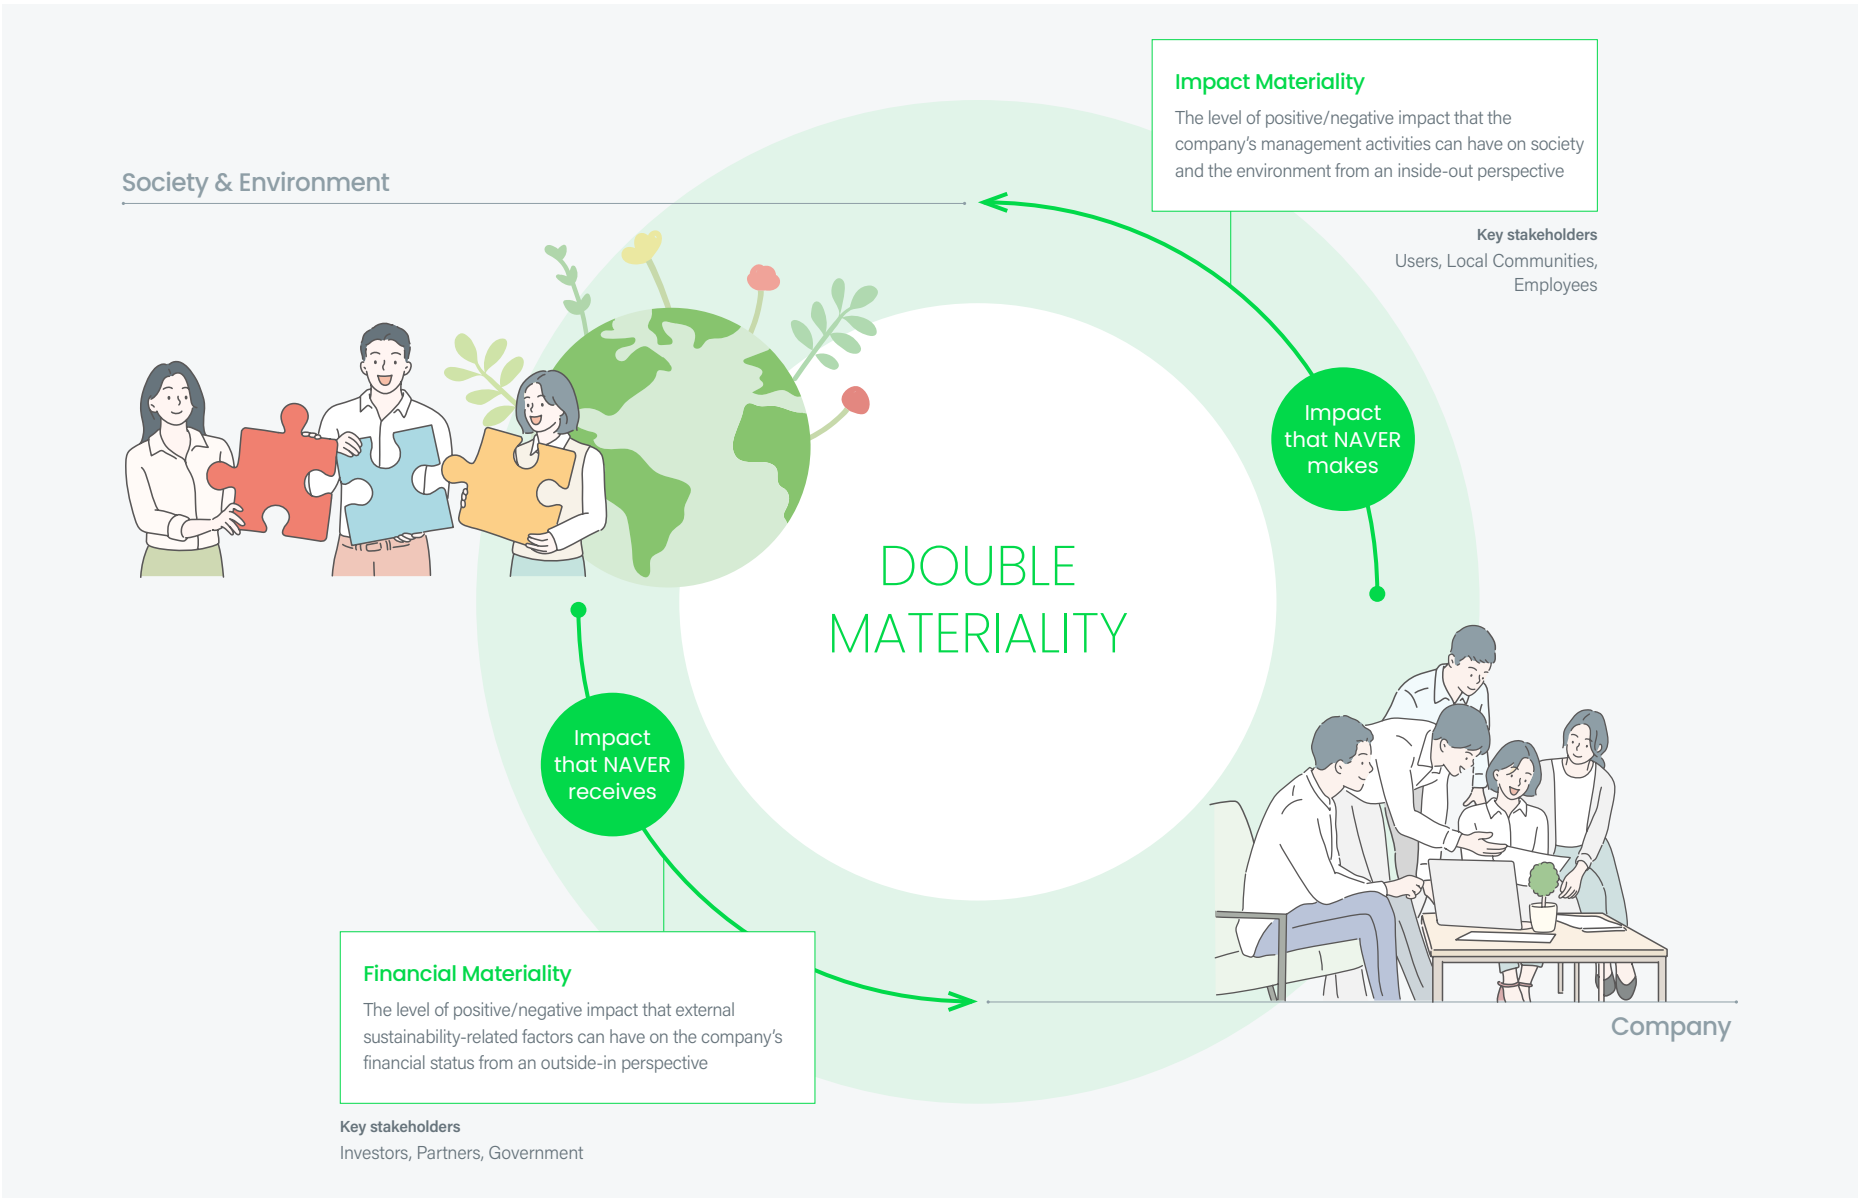 Impact Materiality
The level of positive/negative impact that the
company's management activities can have on society
and the environment from an inside-out perspective
Key stakeholders
Users, Local Communities,
Employees
Society & Environment
Impact
that NAVER
makes
DOUBLE
MATERIALITY
Impact
that NAVER
receives
Financial Materiality
The level of positive/negative impact that external
sustainability-related factors can have on the company's
financial status from an outside-in perspective
Key stakeholders
Investors, Partners, Government
Company